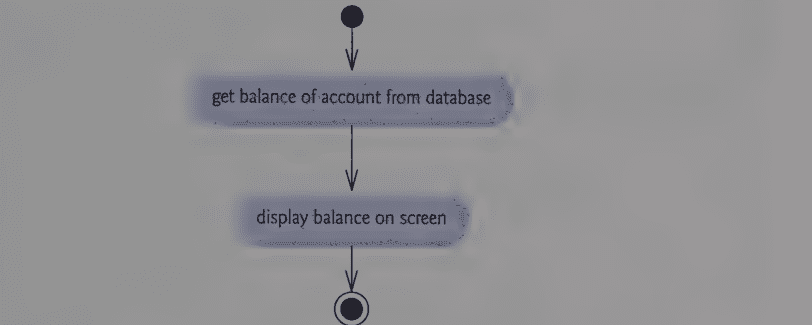 get balance of account from database
display balance on screen